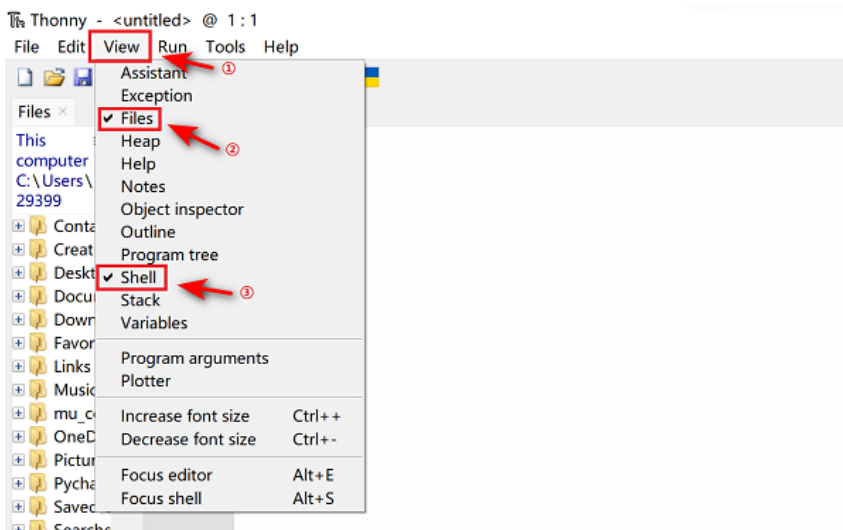 Thonny - <untitled> @ 1:1
File Edit View Run Tools Help
①
Files ×
This
computer
C:\Users\
29399
Conta
Creat
Deskt
Docu
Down
Favor
Links
Music
mu_c
OneD
Pictur
Pycha
Saved
Searche
Assistant
Exception
✓ Files
②
Heap
Help
Notes
Object inspector
Outline
Program tree
✓ Shell
③
Stack
Variables
Program arguments
Plotter
Increase font size Ctrl++
Decrease font size Ctrl+-
Focus editor Alt+E
Focus shell Alt+S